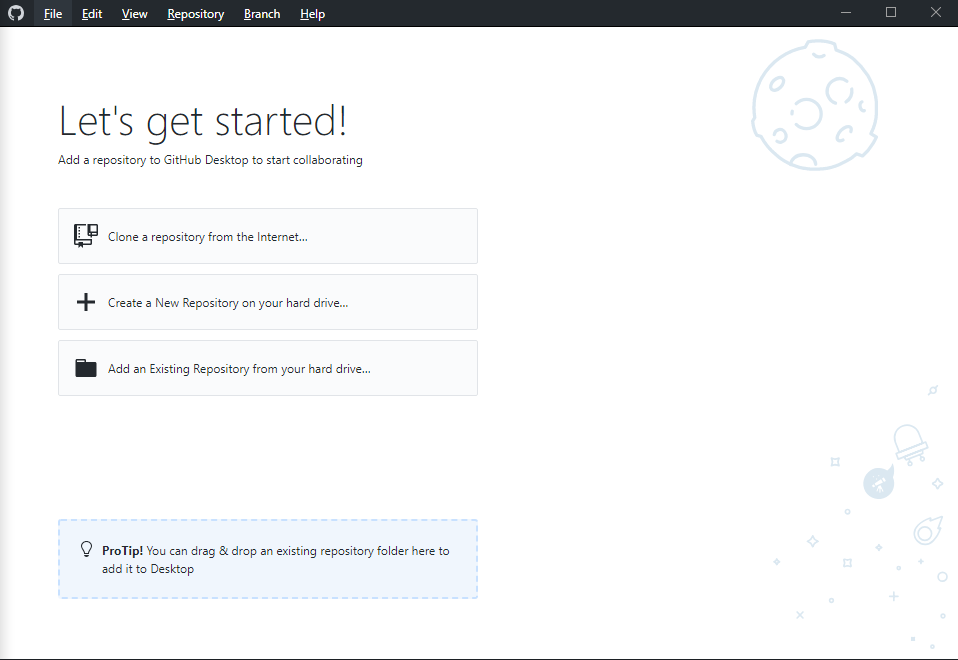 File Edit View Repository Branch Help
Let's get started!
Add a repository to GitHub Desktop to start collaborating
Clone a repository from the Internet...
Create a New Repository on your hard drive...
Add an Existing Repository from your hard drive...
ProTip! You can drag & drop an existing repository folder here to
add it to Desktop